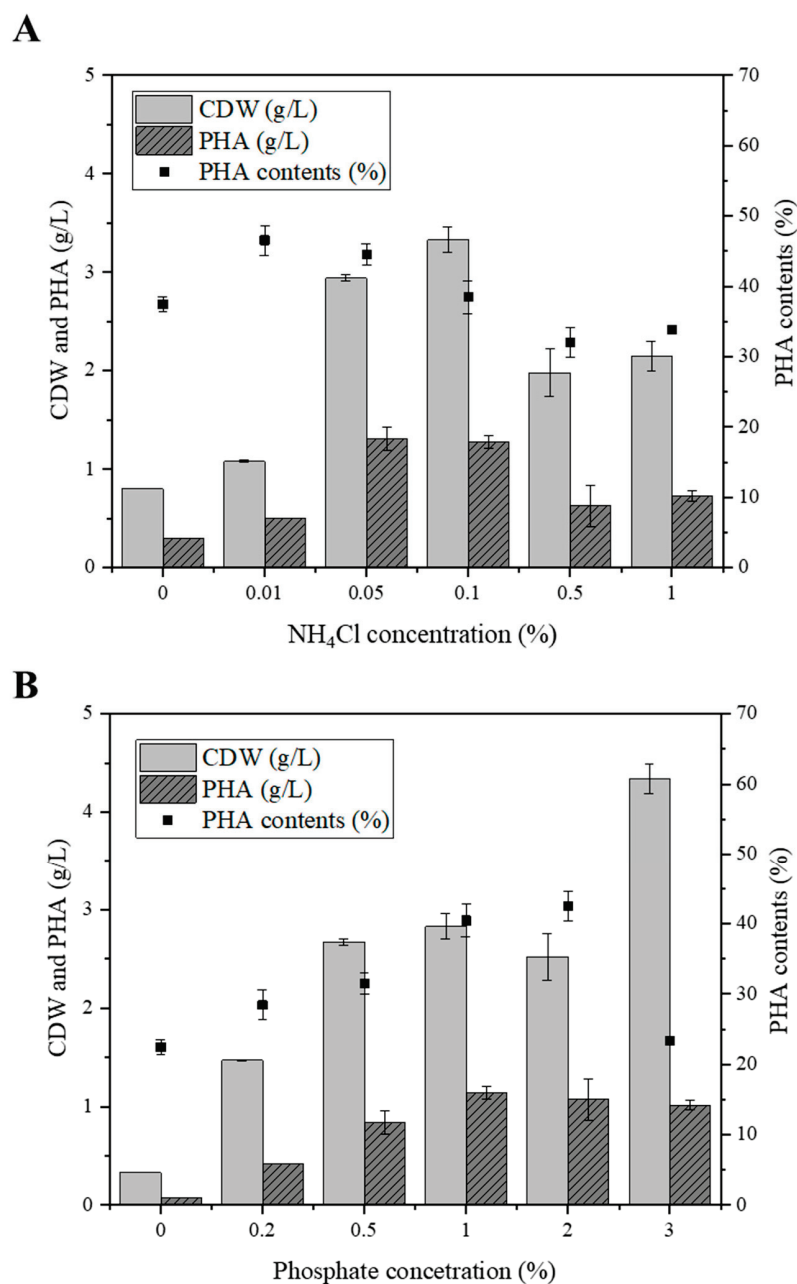 A
5
4
3
2
1
0
CDW and PHA (g/L)
CDW (g/L)
PHA (g/L)
PHA contents (%)
70
60
50
40
30
20
10
0
PHA contents (%)
0 0.01 0.05 0.1 0.5 1
NH₄Cl concentration (%)
B
5
4
3
2
1
0
CDW and PHA (g/L)
CDW (g/L)
PHA (g/L)
PHA contents (%)
70
60
50
40
30
20
10
0
PHA contents (%)
0 0.2 0.5 1 2 3
Phosphate concetration (%)